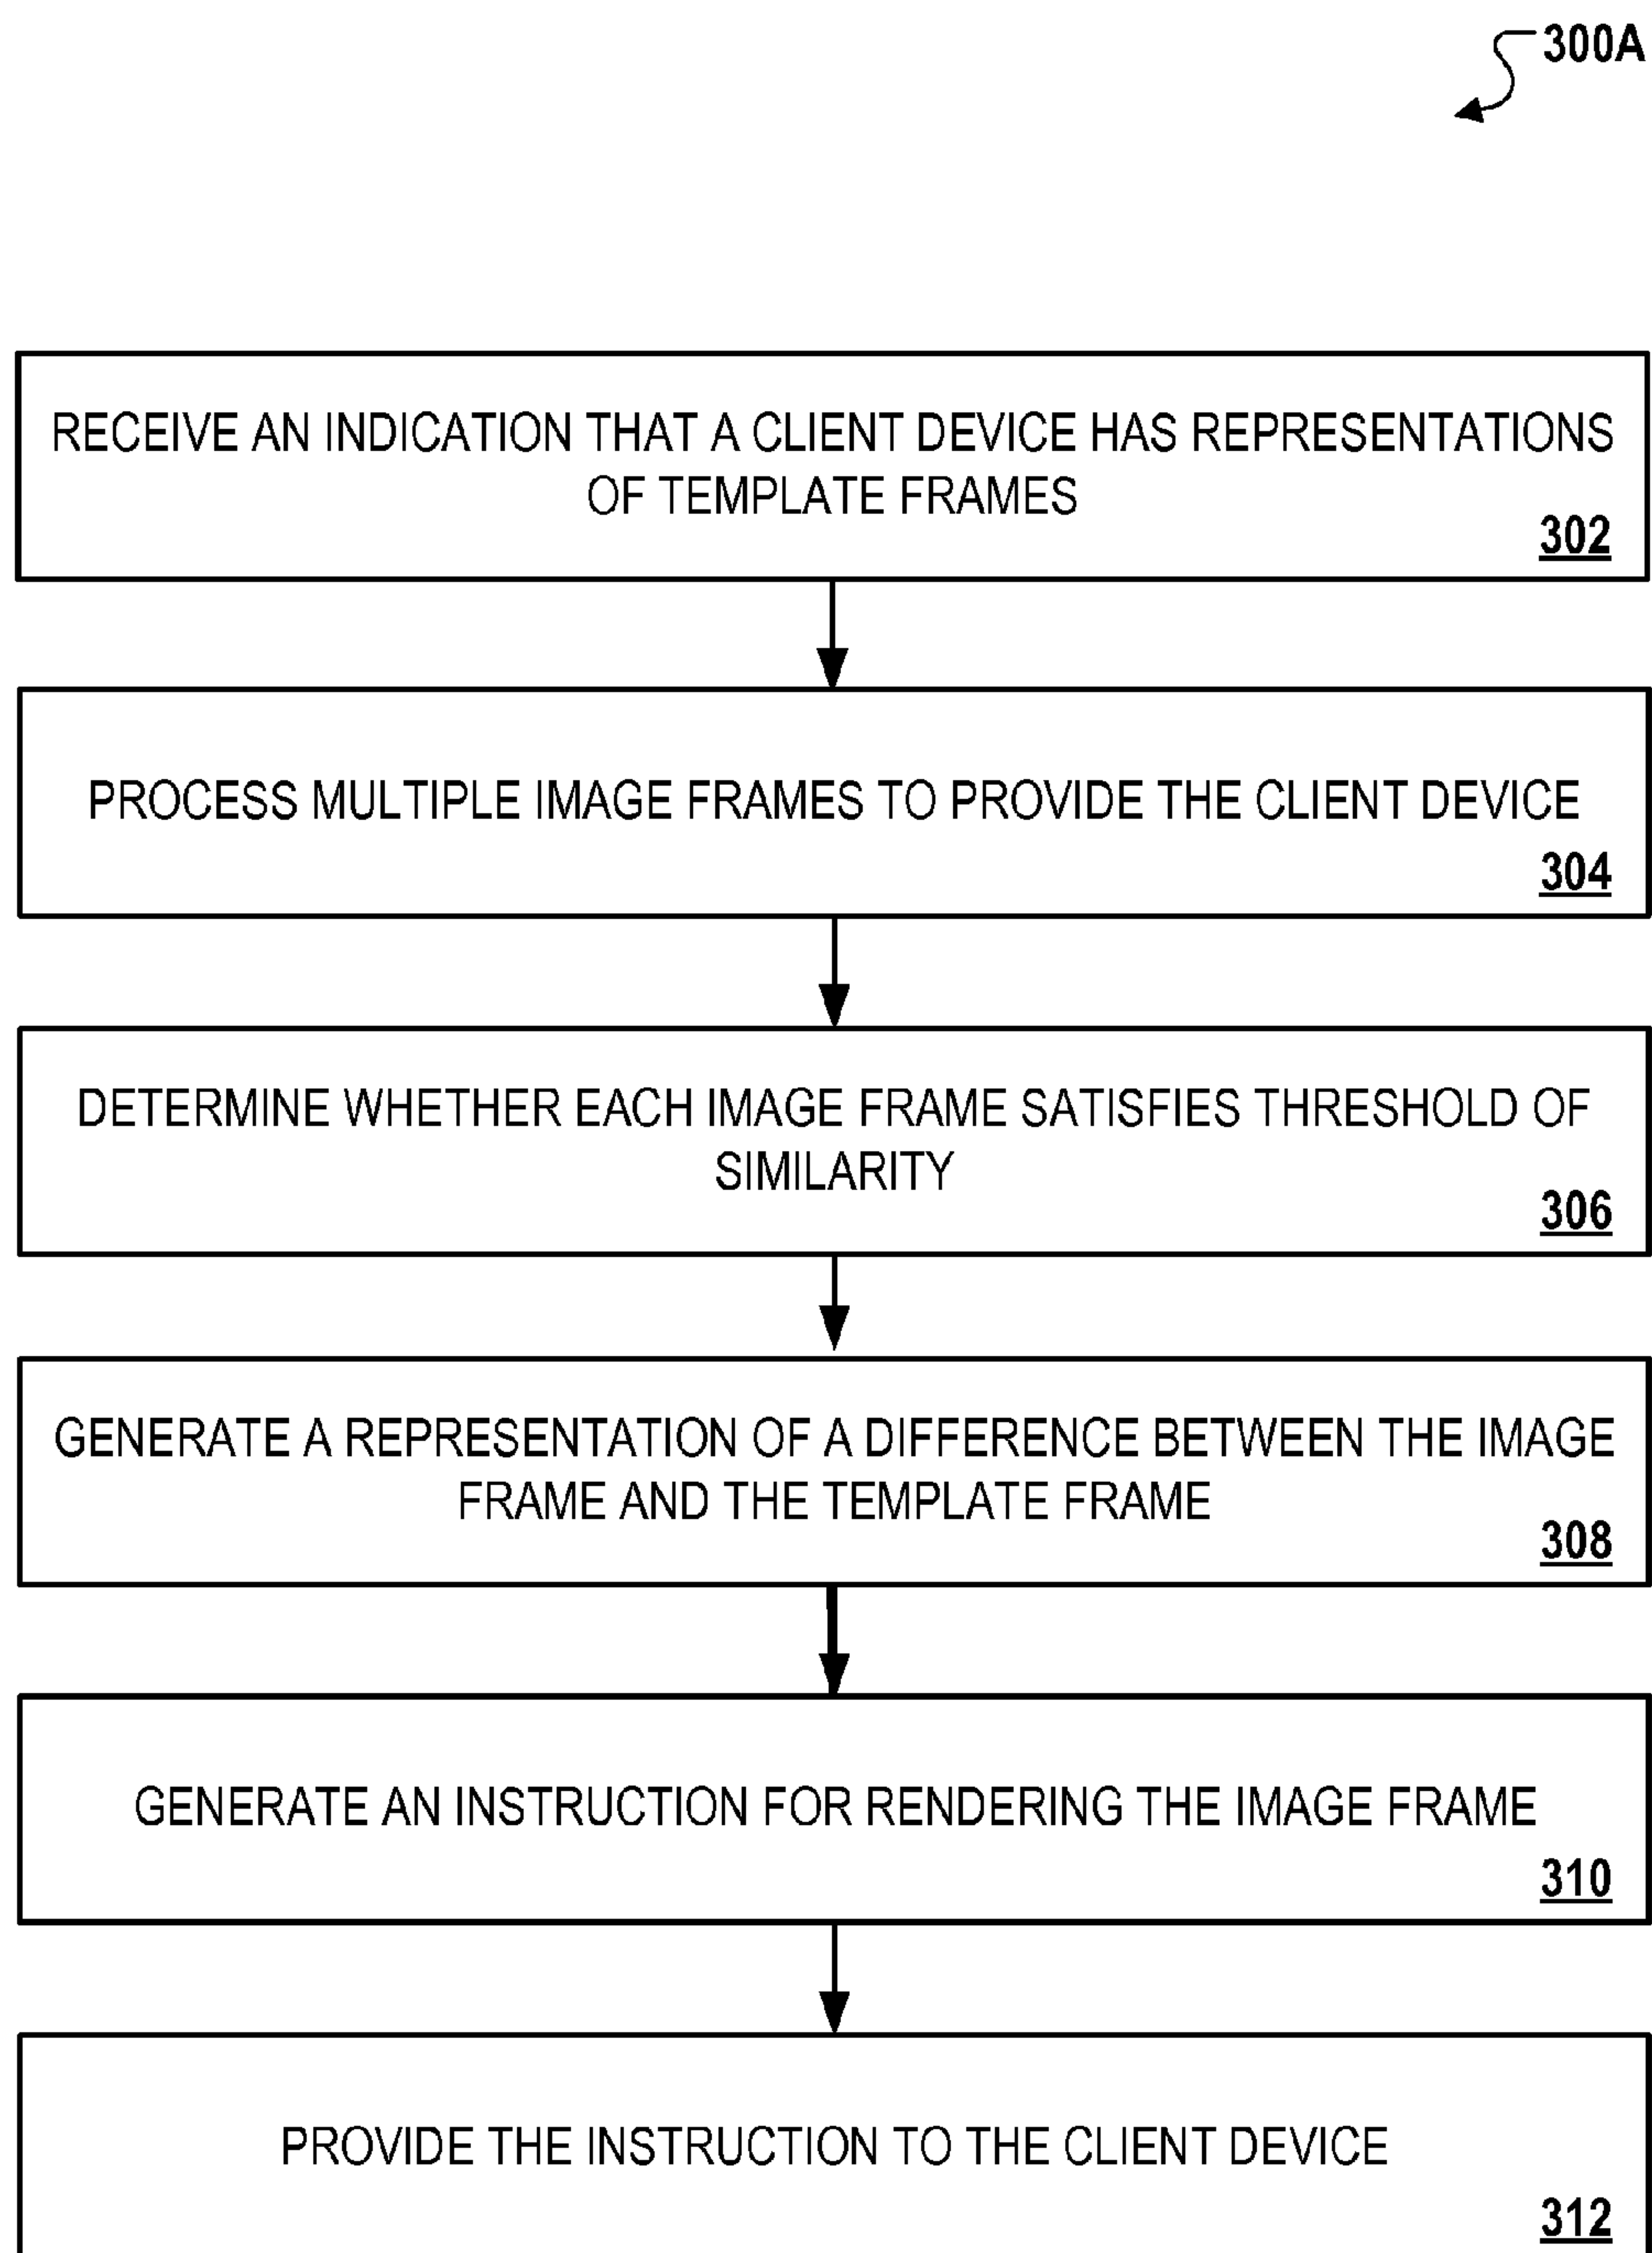 300A
RECEIVE AN INDICATION THAT A CLIENT DEVICE HAS REPRESENTATIONS
OF TEMPLATE FRAMES
302
PROCESS MULTIPLE IMAGE FRAMES TO PROVIDE THE CLIENT DEVICE
304
DETERMINE WHETHER EACH IMAGE FRAME SATISFIES THRESHOLD OF
SIMILARITY
306
GENERATE A REPRESENTATION OF A DIFFERENCE BETWEEN THE IMAGE
FRAME AND THE TEMPLATE FRAME
308
GENERATE AN INSTRUCTION FOR RENDERING THE IMAGE FRAME
310
PROVIDE THE INSTRUCTION TO THE CLIENT DEVICE
312